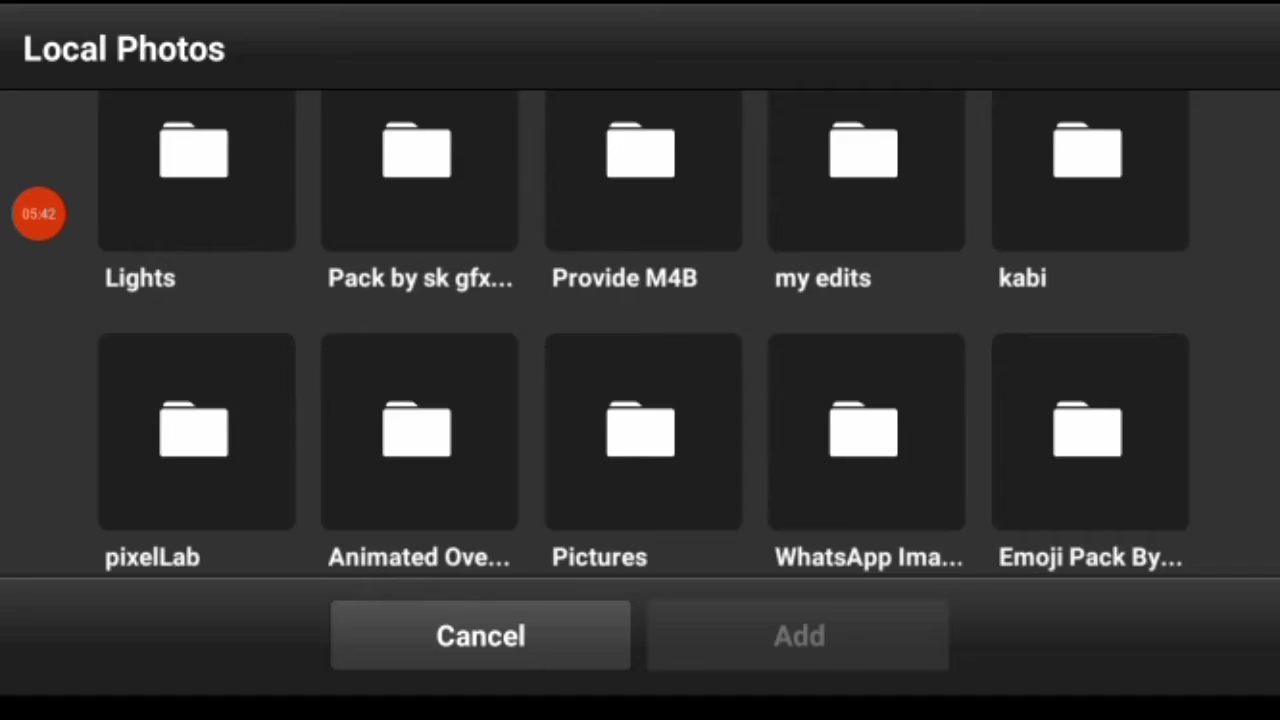 Local Photos
05:42
Lights
Pack by sk gfx...
Provide M4B
my edits
kabi
pixelLab
Animated Ove...
Pictures
WhatsApp Ima...
Emoji Pack By...
Cancel
Add